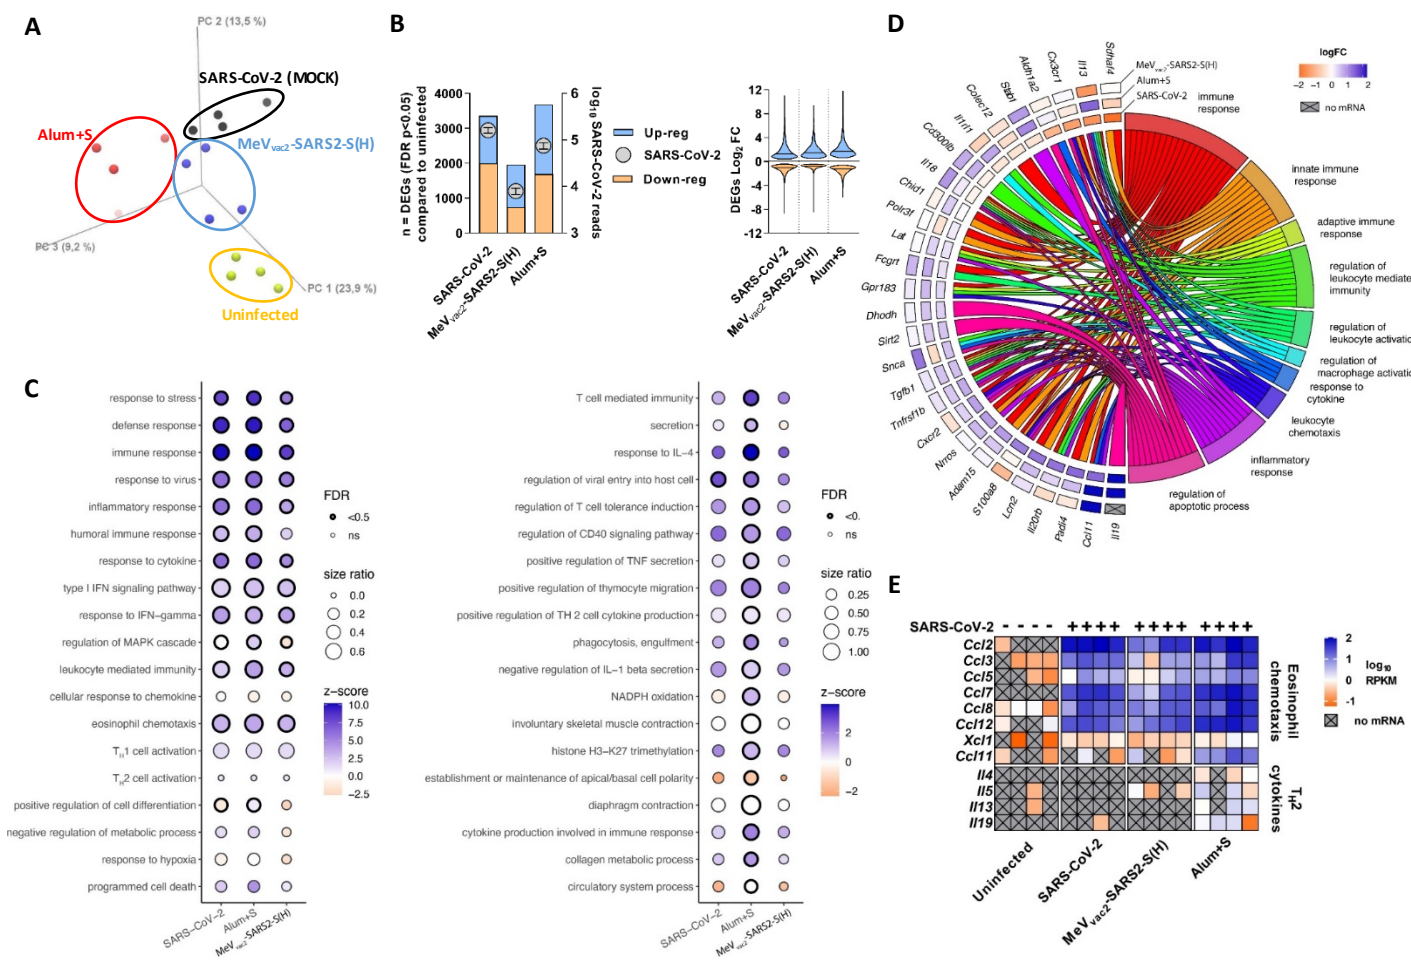 A
PC 2 (13,5 %)
SARS-CoV-2 (MOCK)
Alum+S
MeVvac2-SARS2-S(H)
PC 3 (9,2 %)
PC 1 (23,9 %)
Uninfected
B
n = DEGs (FDR p<0.05)
compared to uninfected
4000
3000
2000
1000
0
6
5
4
3
log10 SARS-CoV-2 reads
Up-reg
SARS-CoV-2
Down-reg
SARS-CoV-2
MeVvac2-SARS2-S(H)
Alum+S
DEGs Log2 FC
12
8
4
0
-4
-8
-12
SARS-CoV-2
MeVvac2-SARS2-S(H)
Alum+S
C
response to stress
defense response
immune response
response to virus
inflammatory response
humoral immune response
response to cytokine
type I IFN signaling pathway
response to IFN-gamma
regulation of MAPK cascade
leukocyte mediated immunity
cellular response to chemokine
eosinophil chemotaxis
TH1 cell activation
TH2 cell activation
positive regulation of cell differentiation
negative regulation of metabolic process
response to hypoxia
programmed cell death
SARS-CoV-2
Alum+S
MeVvac2-SARS2-S(H)
FDR
<0.5
ns
size ratio
0.0
0.2
0.4
0.6
z-score
10.0
7.5
5.0
2.5
0
-2.5
T cell mediated immunity
secretion
response to IL-4
regulation of viral entry into host cell
regulation of T cell tolerance induction
regulation of CD40 signaling pathway
positive regulation of TNF secretion
positive regulation of thymocyte migration
positive regulation of TH 2 cell cytokine production
phagocytosis, engulfment
negative regulation of IL-1 beta secretion
NADPH oxidation
involuntary skeletal muscle contraction
histone H3-K27 trimethylation
establishment or maintenance of apical/basal cell polarity
diaphragm contraction
cytokine production involved in immune response
collagen metabolic process
circulatory system process
SARS-CoV-2
Alum+S
MeVvac2-SARS2-S(H)
FDR
<0.
ns
size ratio
0.25
0.50
0.75
1.00
z-score
2
0
-2
D
logFC
-2 -1 0 1 2
no mRNA
MeVvac2-SARS2-S(H)
Alum+S
SARS-CoV-2
Sdhaf4
Il13
Cx3cr1
Aldh1a2
Stab1
Colec12
Il1rl1
Cd300lb
Il18
Chid1
Polr3f
Lat
Fcgrt
Gpr183
Dhodh
Sirt2
Snca
Tgfb1
Tnfrsf1b
Cxcr2
Nrros
Adam15
S100a8
Lcn2
Il20rb
Padi4
Ccl11
Il19
immune
response
innate immune
response
adaptive immune
response
regulation of
leukocyte mediated
immunity
regulation of
leukocyte activatio
regulation of
macrophage activatio
response to
cytokine
leukocyte
chemotaxis
inflammatory
response
regulation of
apoptotic process
E
SARS-CoV-2 - - - - + + + + + + + + + + + +
Ccl2
Ccl3
Ccl5
Ccl7
Ccl8
Ccl12
Xcl1
Ccl11
Il4
Il5
Il13
Il19
Eosinophil
chemotaxis
TH2
cytokines
Uninfected
SARS-CoV-2
MeVvac2-SARS2-S(H)
Alum+S
2
1
0
-1
log10
RPKM
no mRNA